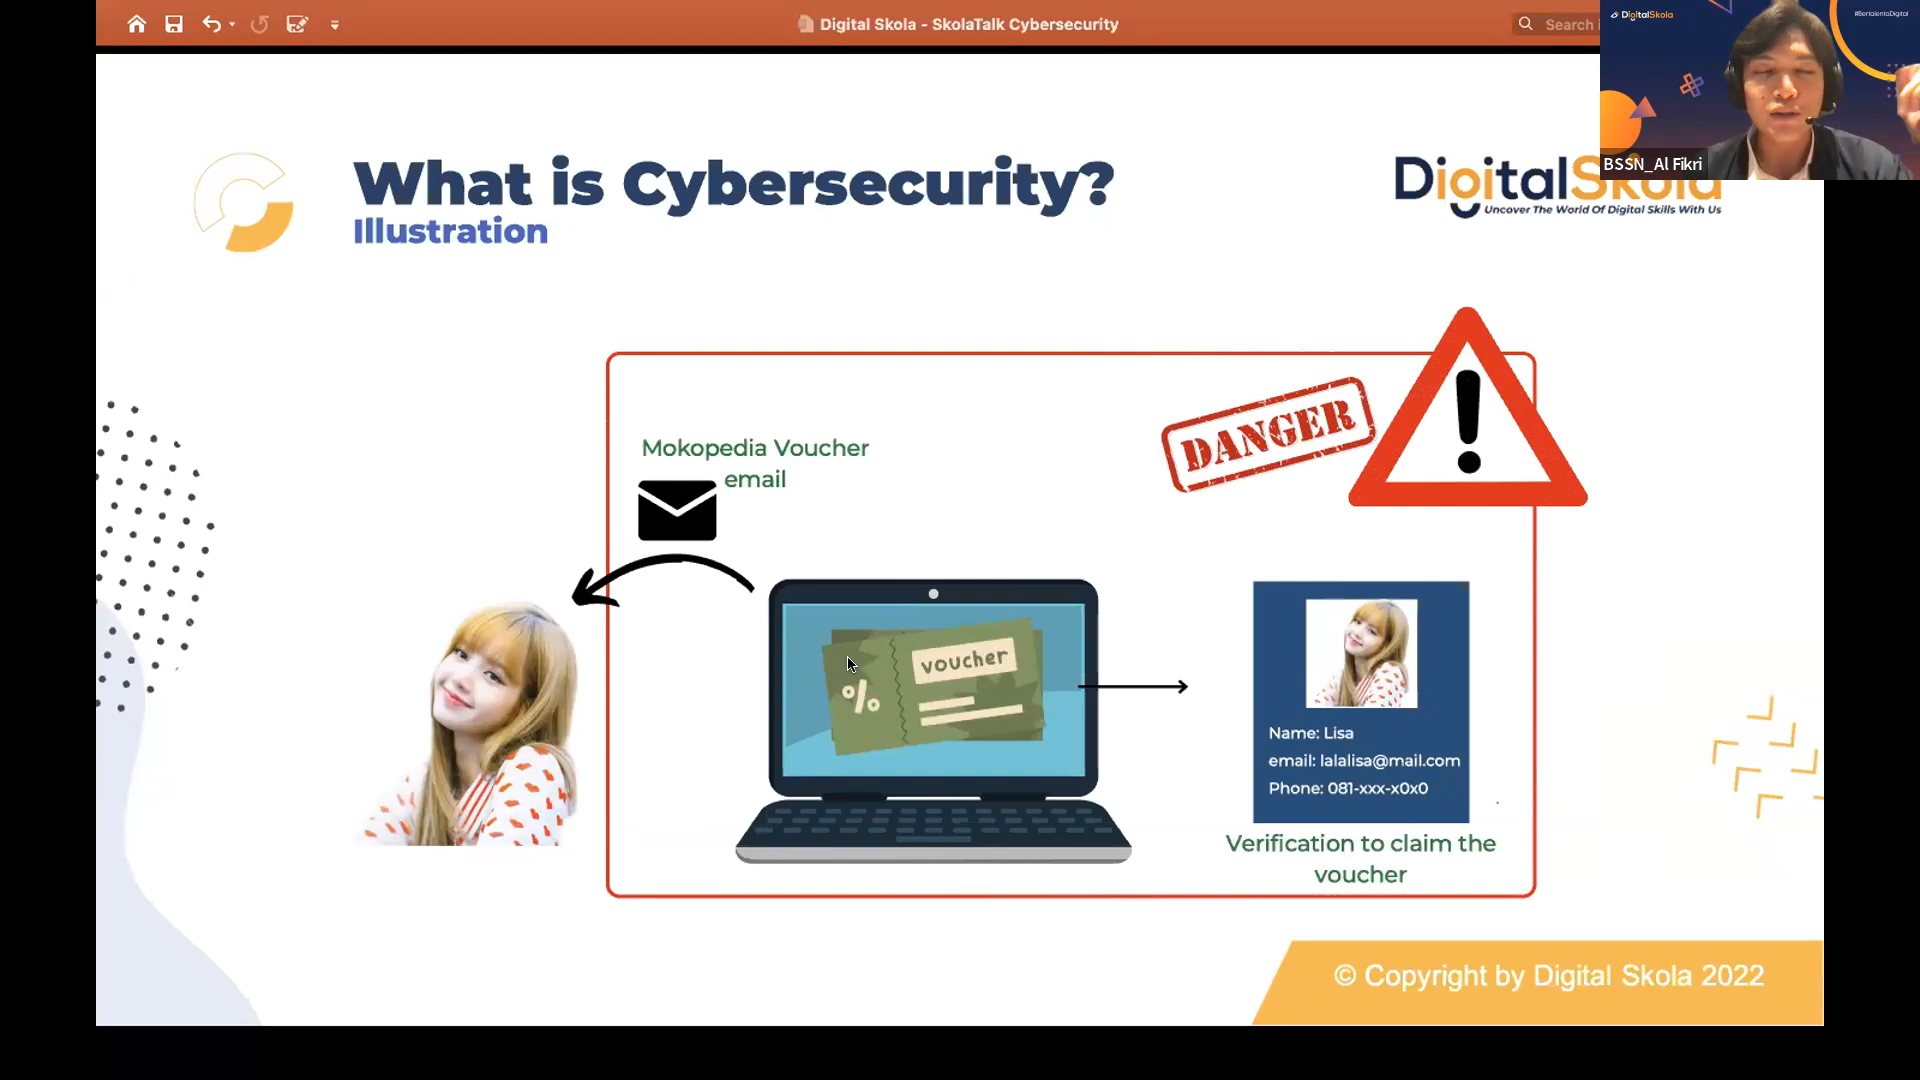 Digital Skola - SkolaTalk Cybersecurity
Search i
DigitalSkola
#BertalentaDigital
BSSN_Al Fikri
What is Cybersecurity?
Illustration
DigitalSkola
Uncover The World Of Digital Skills With Us
DANGER
Mokopedia Voucher
email
voucher
%
Name: Lisa
email: lalalisa@mail.com
Phone: 081-xxx-x0x0
Verification to claim the
voucher
© Copyright by Digital Skola 2022